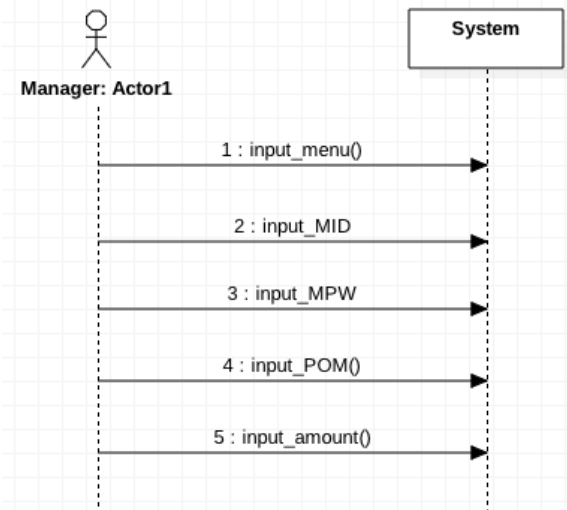 System
Manager: Actor1
1 : input_menu()
2 : input_MID
3 : input_MPW
4 : input_POM()
5 : input_amount()